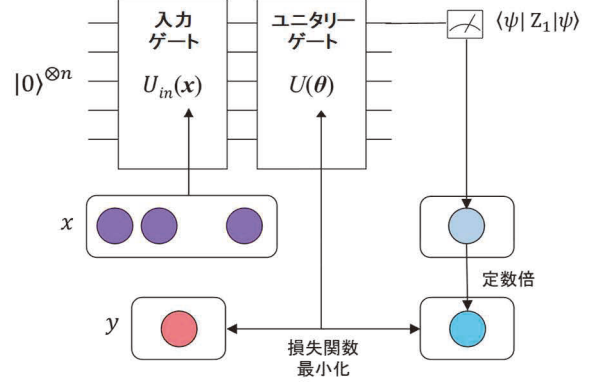 入力
ゲート
U_in(x)
ユニタリー
ゲート
U(θ)
⟨ψ| Z₁|ψ⟩
|0⟩^⊗n
x
定数倍
y
損失関数
最小化